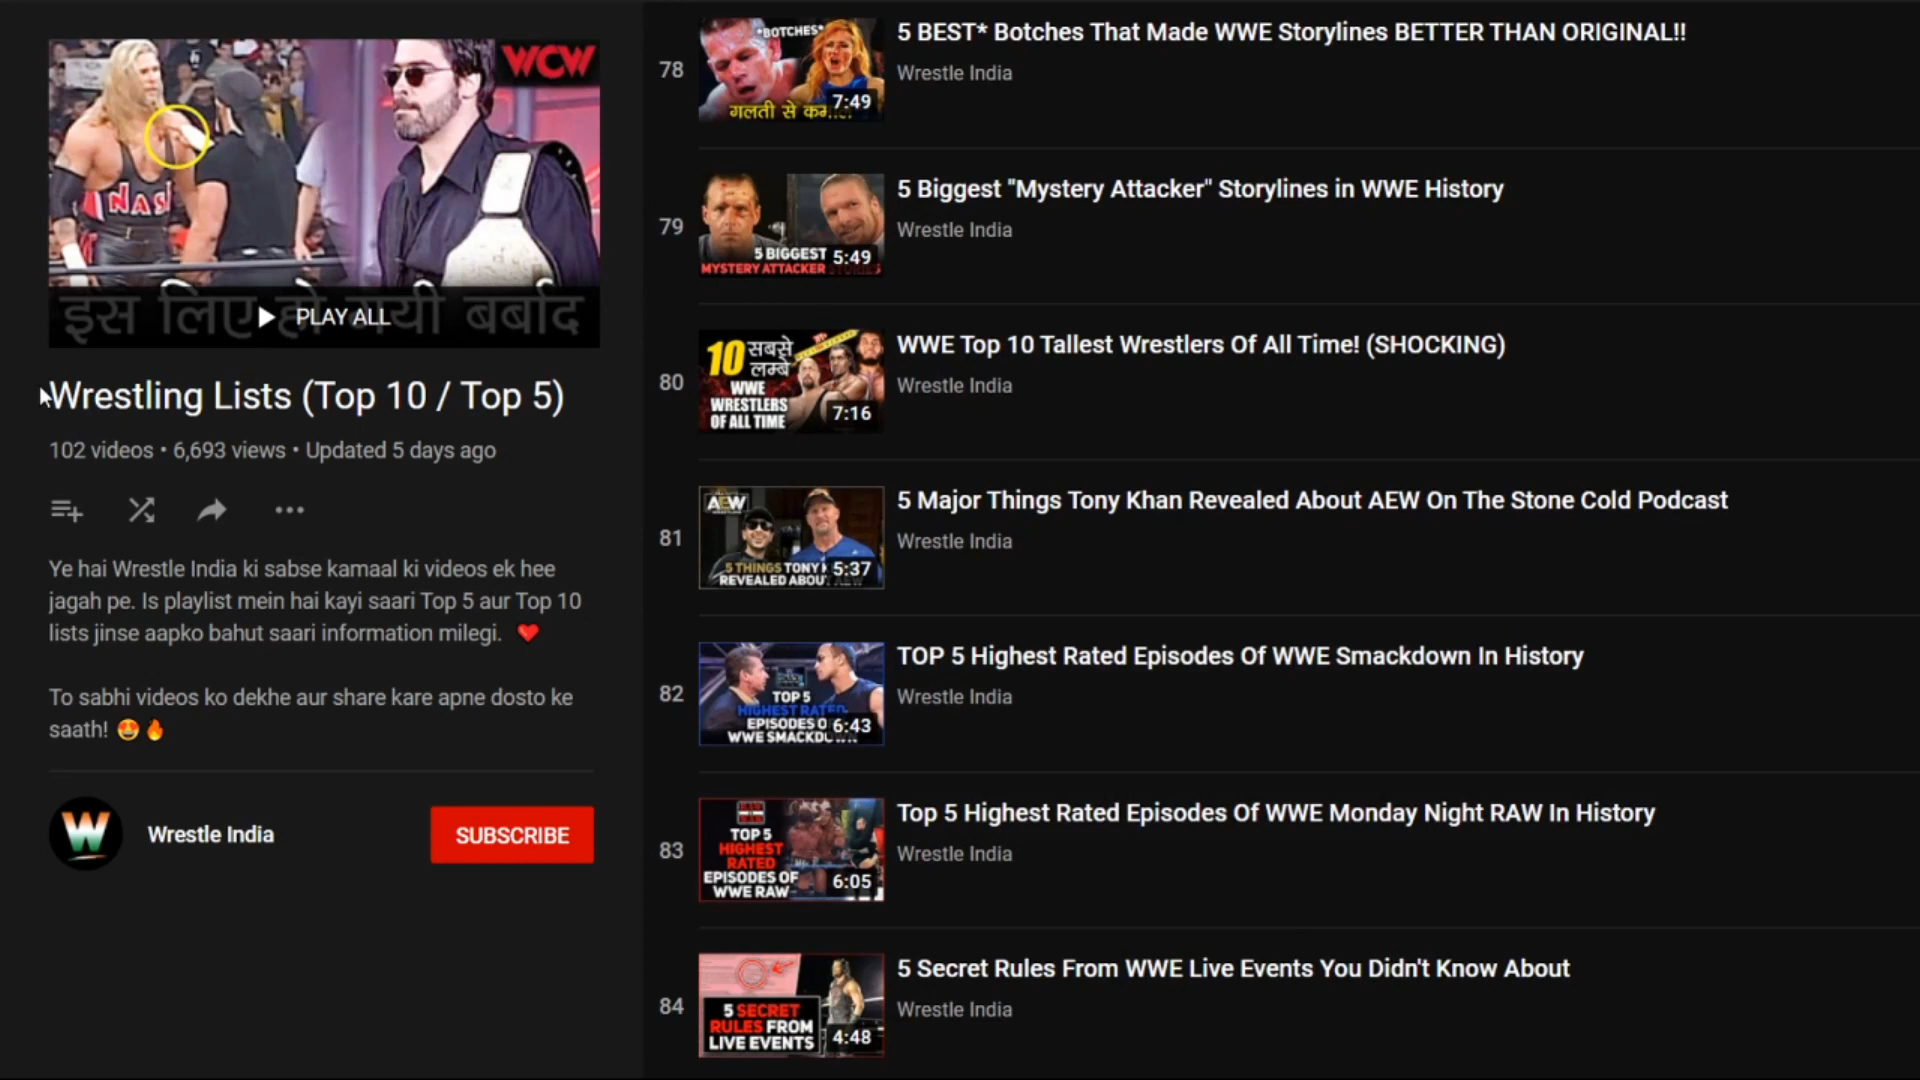 WCW
NASH
इस लिए हो गयी बर्बाद
PLAY ALL
Wrestling Lists (Top 10 / Top 5)
102 videos • 6,693 views • Updated 5 days ago
Ye hai Wrestle India ki sabse kamaal ki videos ek hee
jagah pe. Is playlist mein hai kayi saari Top 5 aur Top 10
lists jinse aapko bahut saari information milegi. ❤️
To sabhi videos ko dekhe aur share kare apne dosto ke
saath! 😍🔥
W
Wrestle India
SUBSCRIBE
78
*BOTCHES*
गलती से
7:49
5 BEST* Botches That Made WWE Storylines BETTER THAN ORIGINAL!!
Wrestle India
79
5 BIGGEST
MYSTERY ATTACKER STORIES
5:49
5 Biggest "Mystery Attacker" Storylines in WWE History
Wrestle India
80
10 सबसे
लम्बे
WWE
WRESTLERS
OF ALL TIME
7:16
WWE Top 10 Tallest Wrestlers Of All Time! (SHOCKING)
Wrestle India
81
AEW
5 THINGS TONY
REVEALED ABOUT AEW
5:37
5 Major Things Tony Khan Revealed About AEW On The Stone Cold Podcast
Wrestle India
82
TOP 5
HIGHEST RATED
EPISODES O
WWE SMACKDOWN
6:43
TOP 5 Highest Rated Episodes Of WWE Smackdown In History
Wrestle India
83
TOP 5
HIGHEST
RATED
EPISODES OF
WWE RAW
6:05
Top 5 Highest Rated Episodes Of WWE Monday Night RAW In History
Wrestle India
84
5 SECRET
RULES FROM
LIVE EVENTS
4:48
5 Secret Rules From WWE Live Events You Didn't Know About
Wrestle India